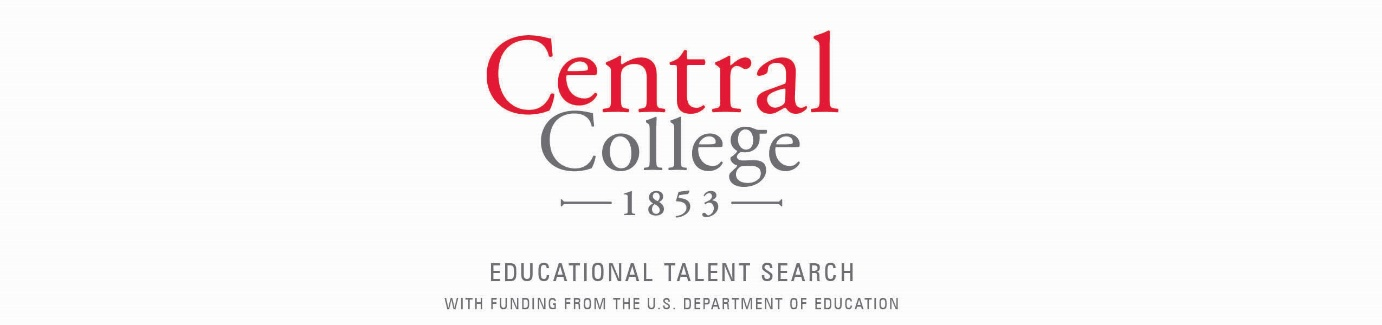 Central
College
1853
EDUCATIONAL TALENT SEARCH
WITH FUNDING FROM THE U.S. DEPARTMENT OF EDUCATION